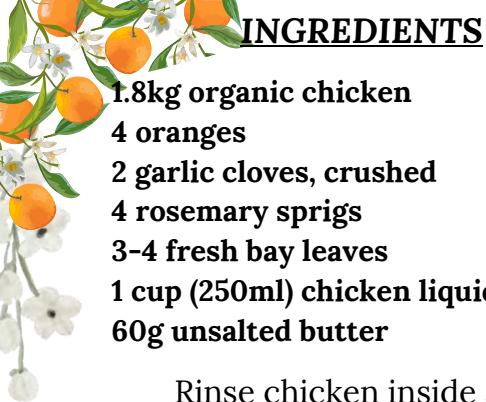 INGREDIENTS
1.8kg organic chicken
4 oranges
2 garlic cloves, crushed
4 rosemary sprigs
3-4 fresh bay leaves
1 cup (250ml) chicken
60g unsalted butter
Rinse chicken inside